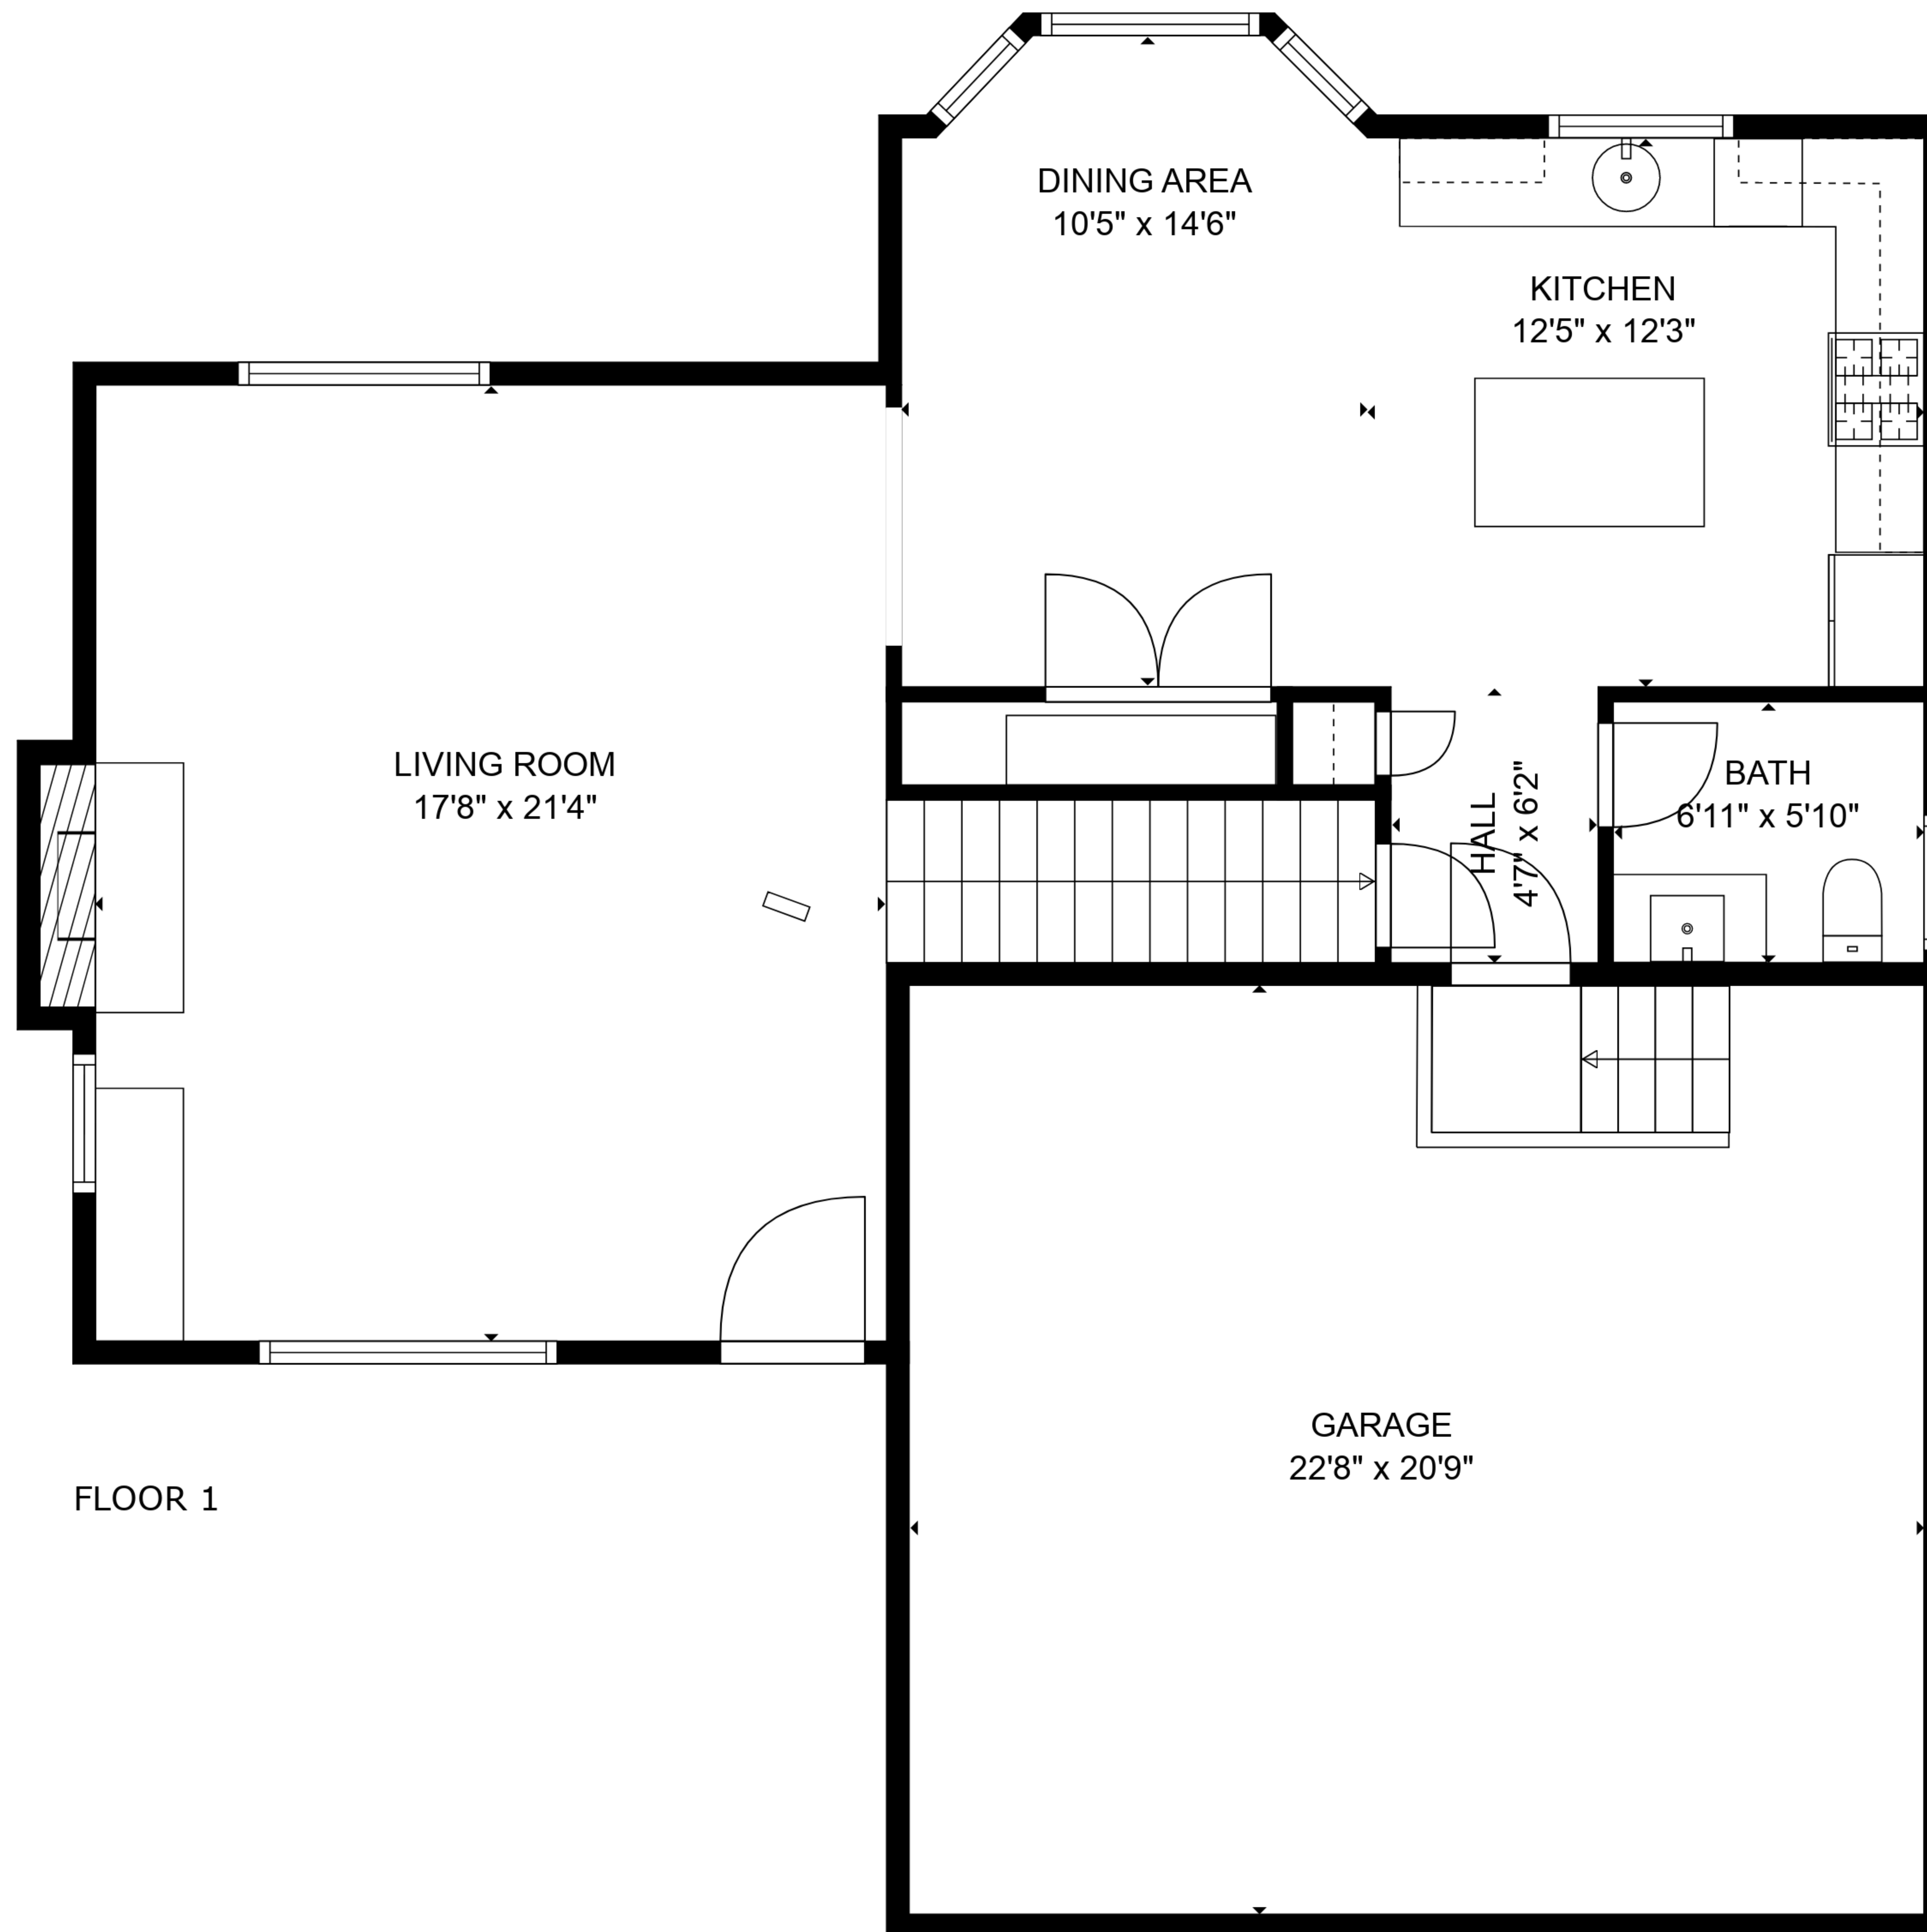 DINING AREA
10'5" x 14'6"
KITCHEN
12'5" x 12'3"
LIVING ROOM
17'8" x 21'4"
HALL
4'7" x 6'2"
BATH
6'11" x 5'10"
GARAGE
22'8" x 20'9"
FLOOR 1